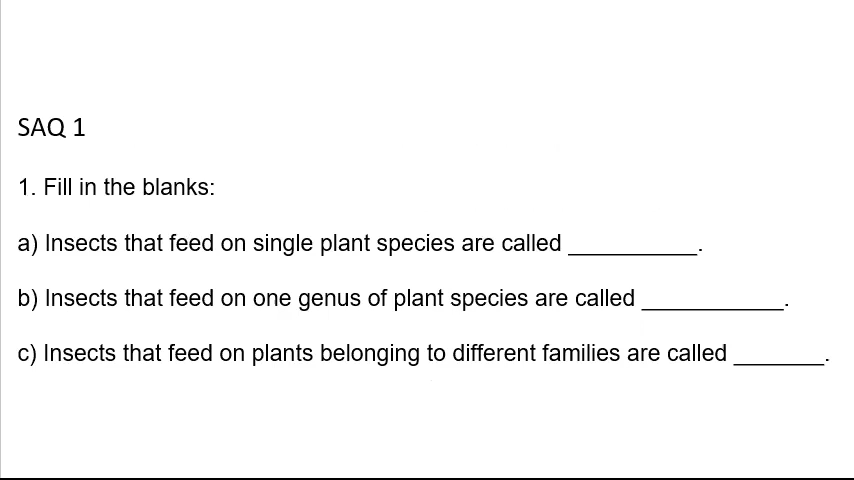 SAQ 1
1. Fill in the blanks:
a) Insects that feed on single plant species are called __________.
b) Insects that feed on one genus of plant species are called ___________.
c) Insects that feed on plants belonging to different families are called _______.